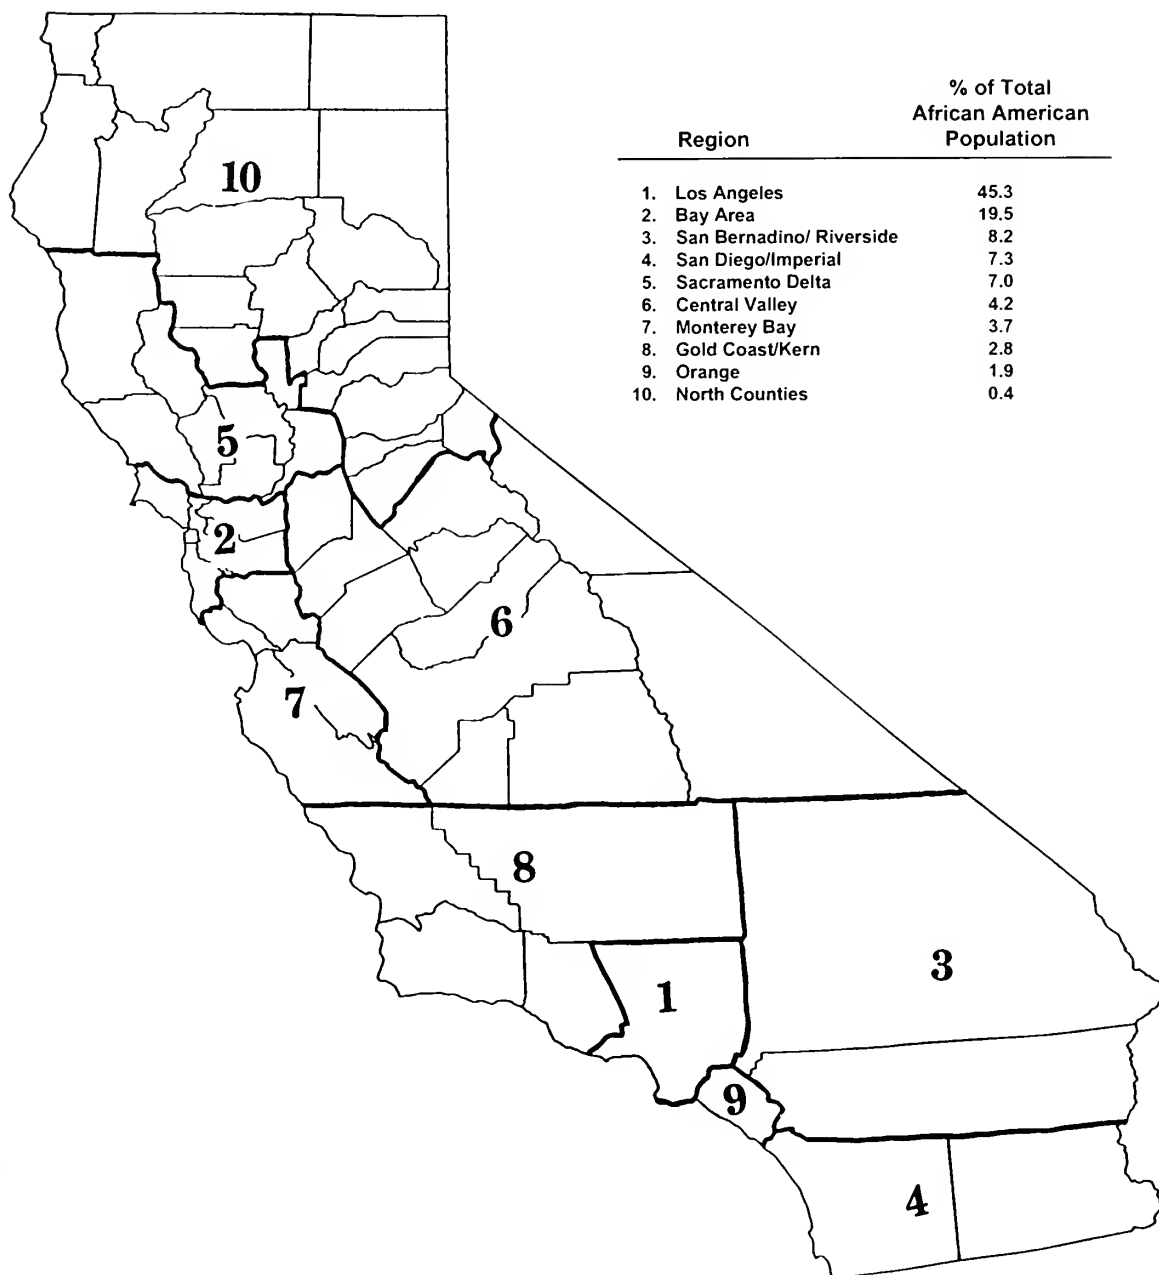 % of Total
African American
Region Population
1. Los Angeles 45.3
2. Bay Area 19.5
3. San Bernadino/ Riverside 8.2
4. San Diego/Imperial 7.3
5. Sacramento Delta 7.0
6. Central Valley 4.2
7. Monterey Bay 3.7
8. Gold Coast/Kern 2.8
9. Orange 1.9
10. North Counties 0.4
10
5
2
6
7
8
3
1
9
4